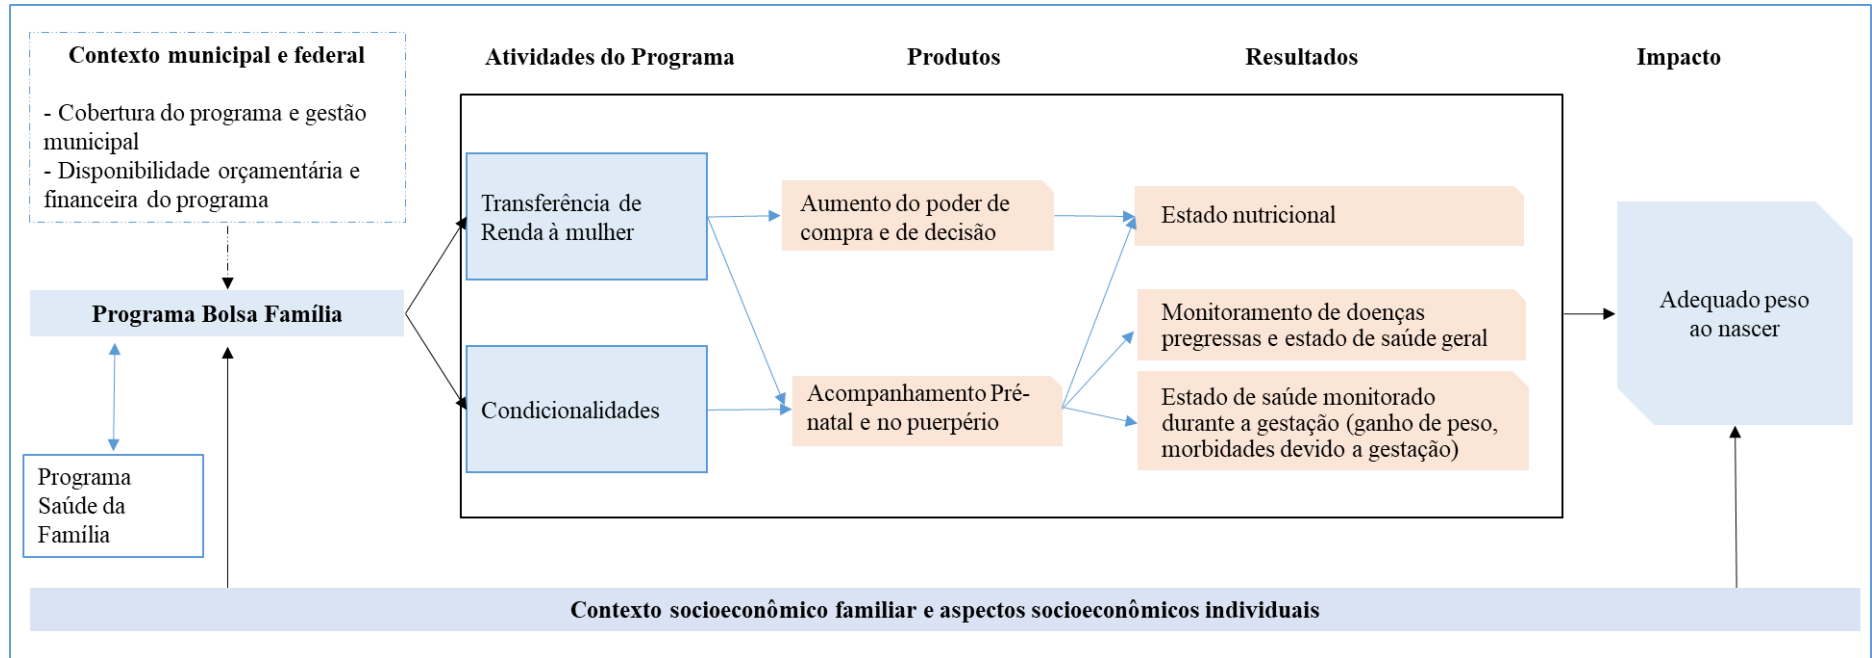 Contexto municipal e federal
- Cobertura do programa e gestão
municipal
- Disponibilidade orçamentária e
financeira do programa
Programa Bolsa Família
Programa
Saúde da
Família
Atividades do Programa
Transferência de
Renda à mulher
Condicionalidades
Produtos
Aumento do poder de
compra e de decisão
Acompanhamento Pré-
natal e no puerpério
Resultados
Estado nutricional
Monitoramento de doenças
pregressas e estado de saúde geral
Estado de saúde monitorado
durante a gestação (ganho de peso,
morbidades devido a gestação)
Impacto
Adequado peso
ao nascer
Contexto socioeconômico familiar e aspectos socioeconômicos individuais